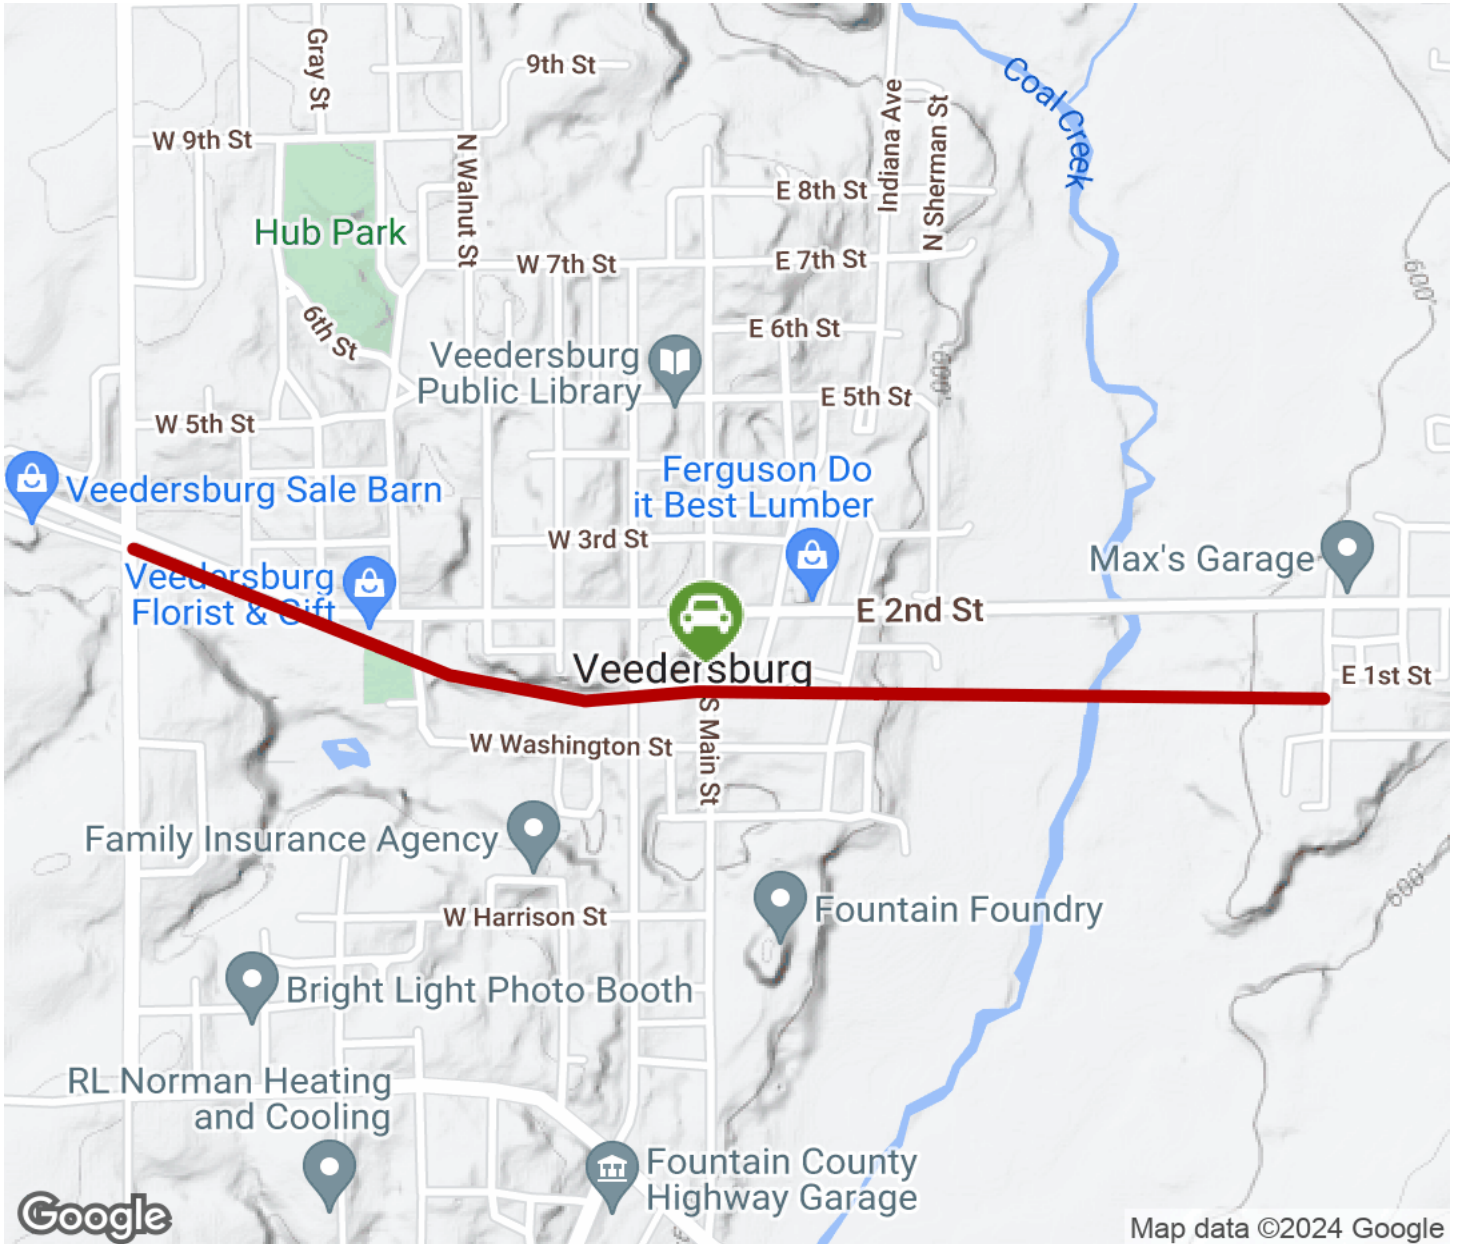 Gray St
9th St
W 9th St
N Walnut St
Indiana Ave
N Sherman St
Coal Creek
E 8th St
Hub Park
W 7th St
E 7th St
600'
6th St
E 6th St
Veedersburg
Public Library
600'
E 5th St
W 5th St
Veedersburg Sale Barn
Ferguson Do
it Best Lumber
W 3rd St
Max's Garage
Veedersburg
Florist & Gift
E 2nd St
Veedersburg
E 1st St
S Main St
W Washington St
Family Insurance Agency
600'
W Harrison St
Fountain Foundry
Bright Light Photo Booth
RL Norman Heating
and Cooling
Fountain County
Highway Garage
Google
Map data ©2024 Google